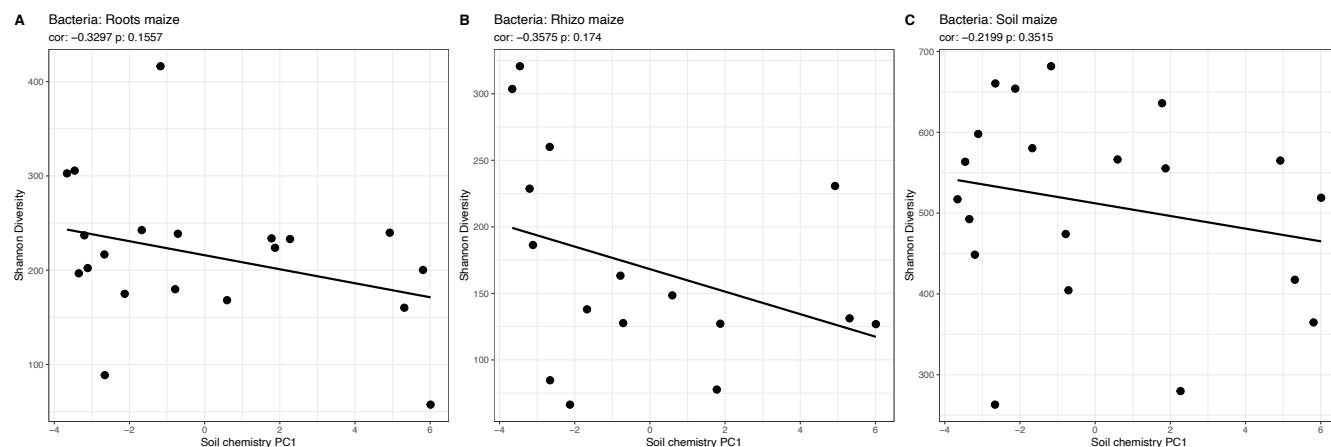 A
Bacteria: Roots maize
cor: −0.3297 p: 0.1557
400
300
200
100
Shannon Diversity
−4
−2
0
2
4
6
Soil chemistry PC1
B
Bacteria: Rhizo maize
cor: −0.3575 p: 0.174
300
250
200
150
100
Shannon Diversity
−4
−2
0
2
4
6
Soil chemistry PC1
C
Bacteria: Soil maize
cor: −0.2199 p: 0.3515
700
600
500
400
300
Shannon Diversity
−4
−2
0
2
4
6
Soil chemistry PC1